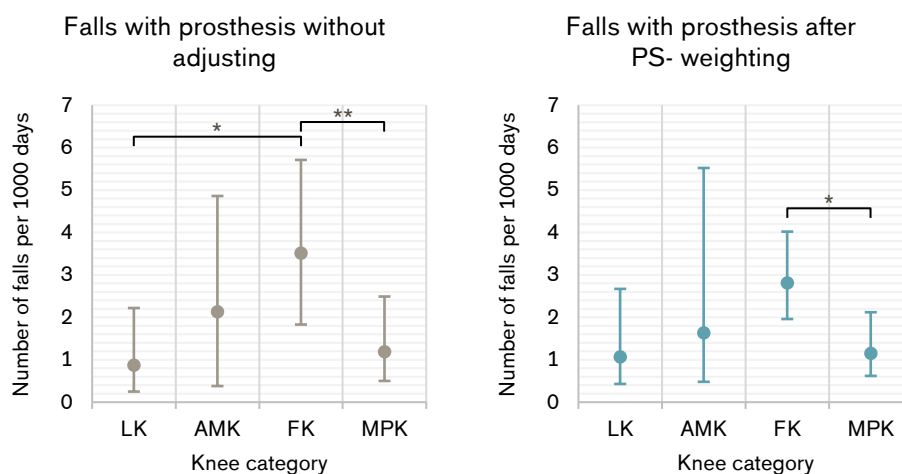 Falls with prosthesis without
adjusting
Number of falls per 1000 days
7
6
5
4
3
2
1
0
*
**
LK AMK FK MPK
Knee category
Falls with prosthesis after
PS- weighting
Number of falls per 1000 days
7
6
5
4
3
2
1
0
*
LK AMK FK MPK
Knee category